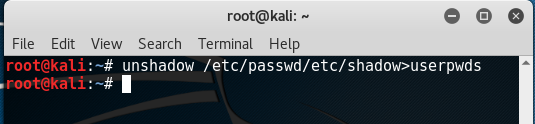 root@kali: ~
File Edit View Search Terminal Help
root@kali:~# unshadow /etc/passwd/etc/shadow>userpwds
root@kali:~#